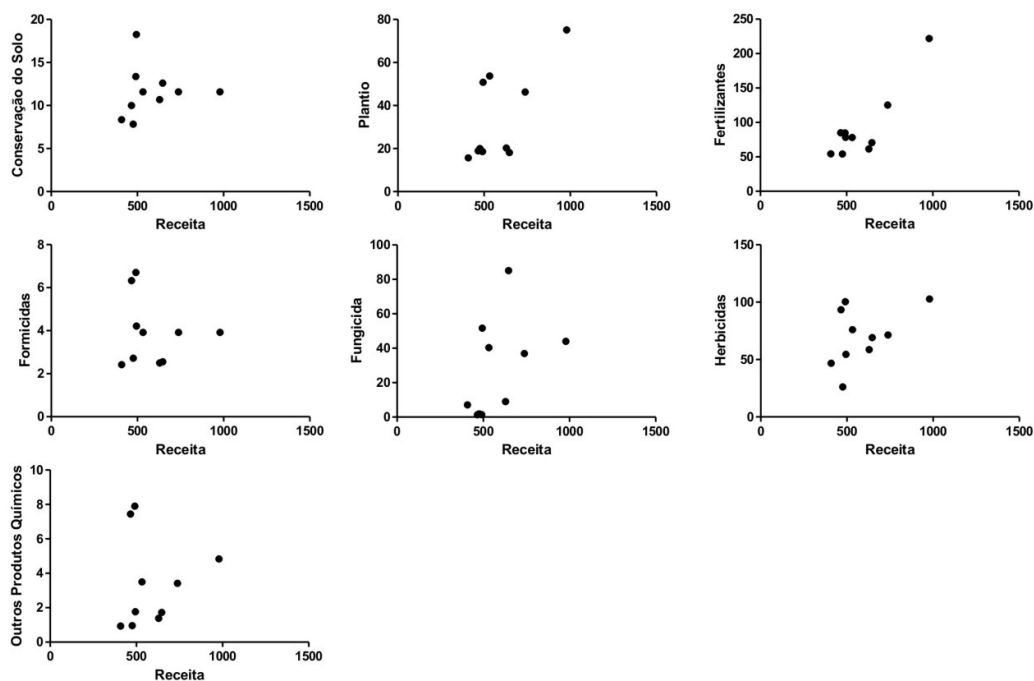 Conservação do Solo
20
15
10
5
0
0 500 1000 1500
Receita
Plantio
80
60
40
20
0
0 500 1000 1500
Receita
Fertilizantes
250
200
150
100
50
0
0 500 1000 1500
Receita
Formicidas
8
6
4
2
0
0 500 1000 1500
Receita
Fungicida
100
80
60
40
20
0
0 500 1000 1500
Receita
Herbicidas
150
100
50
0
0 500 1000 1500
Receita
Outros Produtos Químicos
10
8
6
4
2
0
0 500 1000 1500
Receita